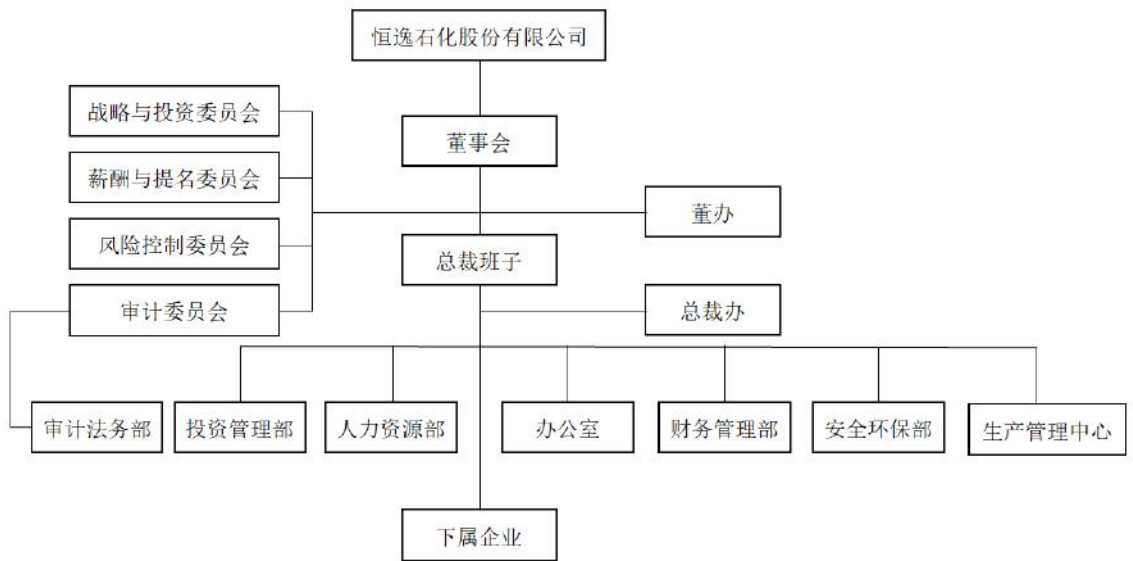 恒逸石化股份有限公司
战略与投资委员会
董事会
薪酬与提名委员会
董办
风险控制委员会
总裁班子
审计委员会
总裁办
审计法务部
投资管理部
人力资源部
办公室
财务管理部
安全环保部
生产管理中心
下属企业